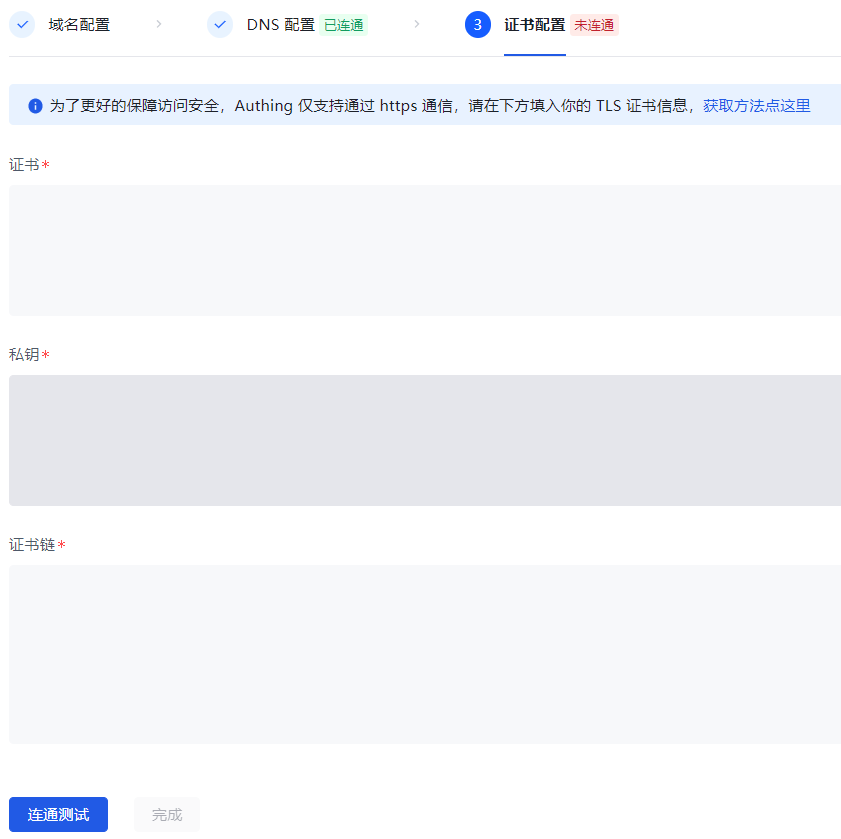 域名配置 DNS 配置 已连通 3 证书配置 未连通
为了更好的保障访问安全，Authing 仅支持通过 https 通信，请在下方填入你的 TLS 证书信息，获取方法点这里
证书*
私钥*
证书链*
连通测试 完成